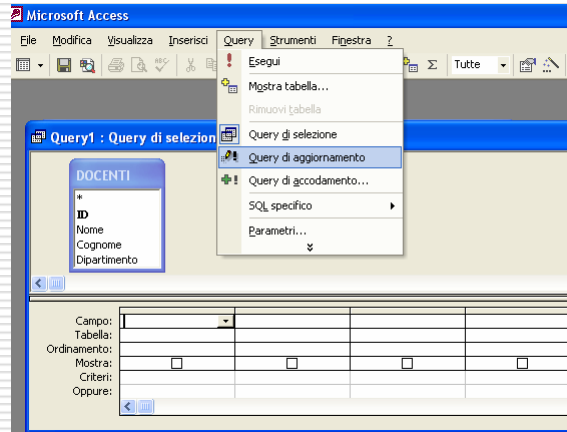 Microsoft Access
File Modifica Visualizza Inserisci Query Strumenti Finestra ?
Tutte
Esegui
Mostra tabella...
Rimuovi tabella
Query di selezione
Query di aggiornamento
Query di accodamento...
SQL specifico
Parametri...
Query1 : Query di selezion
DOCENTI
*
ID
Nome
Cognome
Dipartimento
Campo:
Tabella:
Ordinamento:
Mostra:
Criteri:
Oppure: